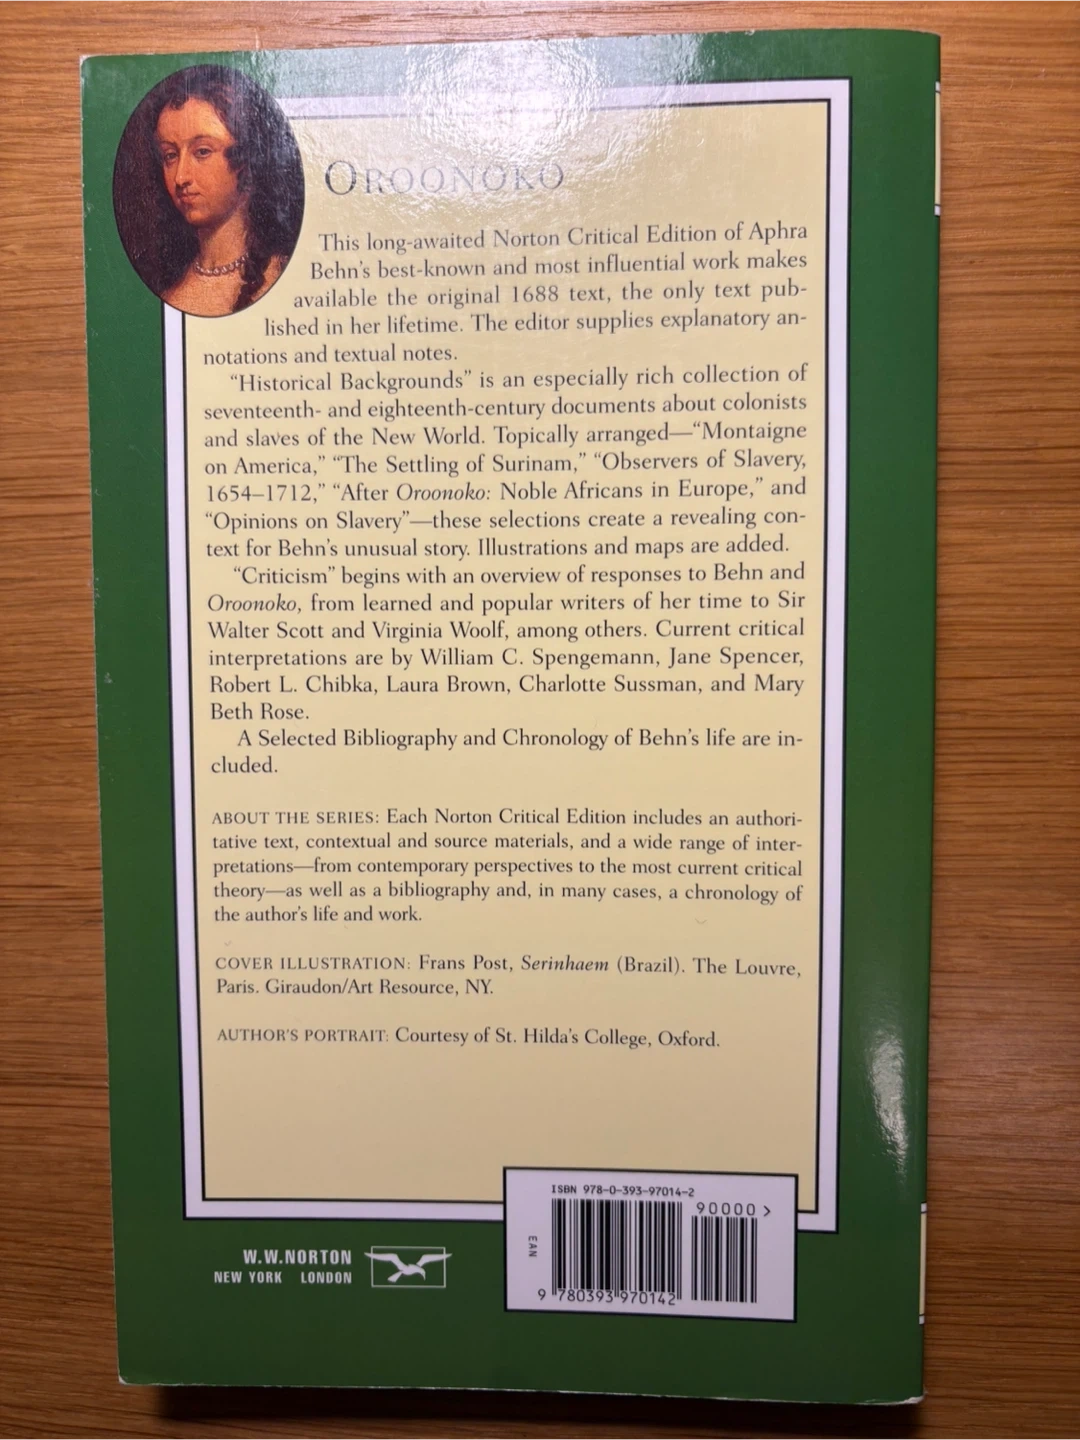 OROONOKO
This long-awaited Norton Critical Edition of Aphra
Behn's best-known and most influential work makes
available the original 1688 text, the only text pub-
lished in her lifetime. The editor supplies explanatory an-
notations and textual notes.
"Historical Backgrounds" is an especially rich collection of
seventeenth- and eighteenth-century documents about colonists
and slaves of the New World. Topically arranged—"Montaigne
on America," "The Settling of Surinam," "Observers of Slavery,
1654–1712," "After Oroonoko: Noble Africans in Europe," and
"Opinions on Slavery"—these selections create a revealing con-
text for Behn's unusual story. Illustrations and maps are added.
"Criticism" begins with an overview of responses to Behn and
Oroonoko, from learned and popular writers of her time to Sir
Walter Scott and Virginia Woolf, among others. Current critical
interpretations are by William C. Spengemann, Jane Spencer,
Robert L. Chibka, Laura Brown, Charlotte Sussman, and Mary
Beth Rose.
A Selected Bibliography and Chronology of Behn's life are in-
cluded.
ABOUT THE SERIES: Each Norton Critical Edition includes an authori-
tative text, contextual and source materials, and a wide range of inter-
pretations—from contemporary perspectives to the most current critical
theory—as well as a bibliography and, in many cases, a chronology of
the author's life and work.
COVER ILLUSTRATION: Frans Post, Serinhaem (Brazil). The Louvre,
Paris. Giraudon/Art Resource, NY.
AUTHOR'S PORTRAIT: Courtesy of St. Hilda's College, Oxford.
ISBN 978-0-393-97014-2
90000>
EAN
9 780393 970142
W.W.NORTON
NEW YORK LONDON